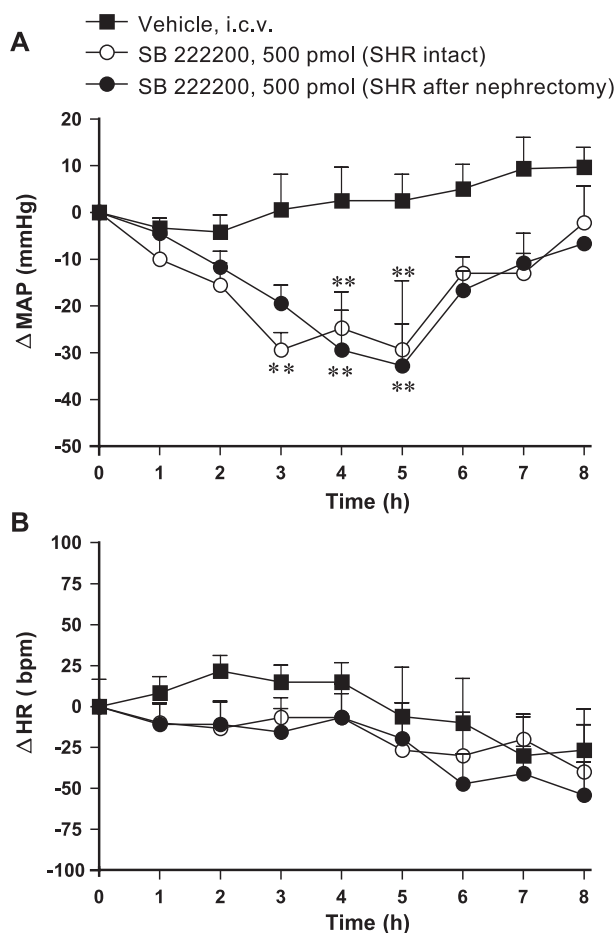 Vehicle, i.c.v.
A
SB 222200, 500 pmol (SHR intact)
SB 222200, 500 pmol (SHR after nephrectomy)
20
10
0
-10
-20
-30
-40
-50
Δ MAP (mmHg)
**
**
**
**
**
0 1 2 3 4 5 6 7 8
Time (h)
B
100
75
50
25
0
-25
-50
-75
-100
Δ HR ( bpm)
0 1 2 3 4 5 6 7 8
Time (h)